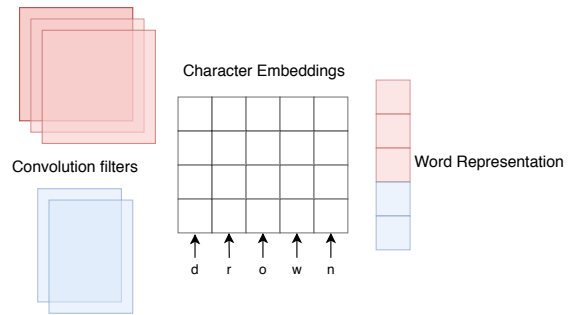 Character Embeddings
Convolution filters
Word Representation
d r o w n